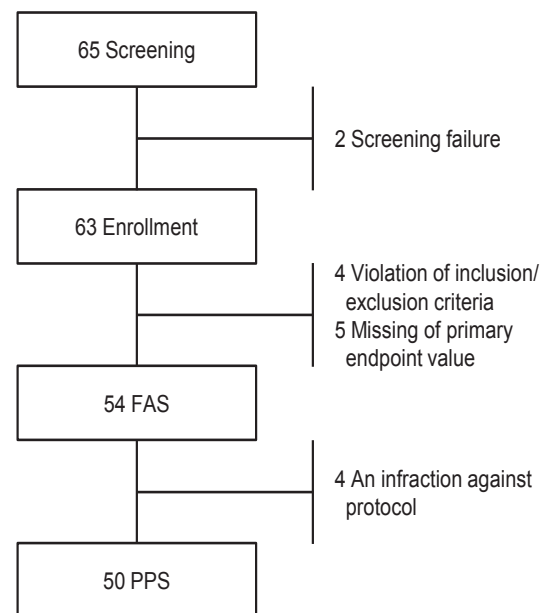 65 Screening
2 Screening failure
63 Enrollment
4 Violation of inclusion/
exclusion criteria
5 Missing of primary
endpoint value
54 FAS
4 An infraction against
protocol
50 PPS